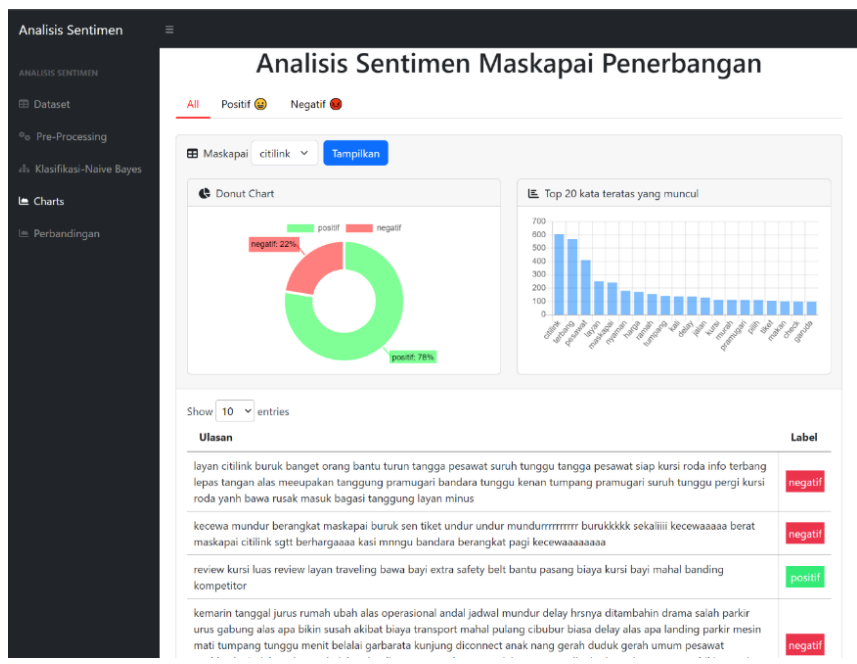 Analisis Sentimen
Analisis Sentimen Maskapai Penerbangan
ANALISIS SENTIMEN
Dataset
Pre-Processing
Klasifikasi-Naive Bayes
Charts
Perbandingan
All Positif Negatif
Maskapai citilink Tampilkan
Donut Chart
positif negatif
negatif: 22%
positif: 78%
Top 20 kata teratas yang muncul
700
600
500
400
300
200
100
0
citilink terbang pesawat layan maskapai nyaman harga ramah tumpang kali delay jalan kursi murah pramugari pilih tiket makan check garuda
Show 10 entries
Ulasan Label
layan citilink buruk banget orang bantu turun tangga pesawat suruh tunggu tangga pesawat siap kursi roda info terbang
lepas tangan alas meeupakan tanggung pramugari bandara tunggu kenan tumpang pramugari suruh tunggu pergi kursi
roda yanh bawa rusak masuk bagasi tanggung layan minus
negatif
kecewa mundur berangkat maskapai buruk sen tiket undur undur mundurrrrrrrrr burukkkkk sekaliiii kecewaaaaa berat
maskapai citilink sgtt berhargaaaa kasi mnngu bandara berangkat pagi kecewaaaaaaaa
negatif
review kursi luas review layan traveling bawa bayi extra safety belt bantu pasang biaya kursi bayi mahal banding
kompetitor
positif
kemarin tanggal jurus rumah ubah alas operasional andal jadwal mundur delay hrsnya ditambahin drama salah parkir
urus gabung alas apa bikin susah akibat biaya transport mahal pulang cibubur biasa delay alas apa landing parkir mesin
mati tumpang tunggu menit belalai garbarata kunjung diconnect anak nang gerah duduk gerah umum pesawat
negatif